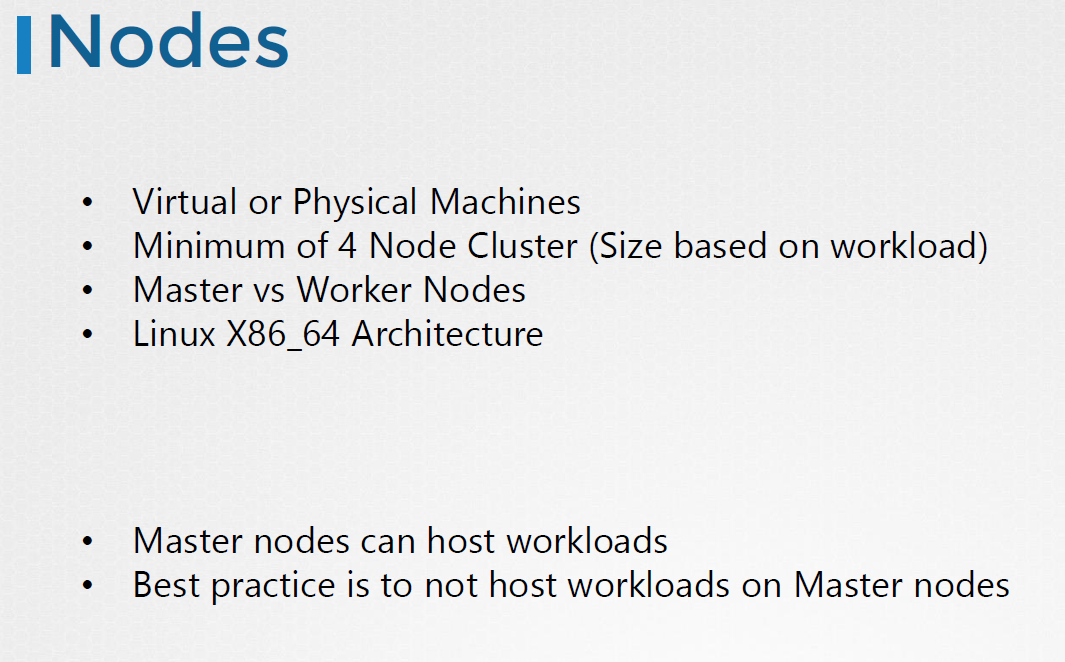 Nodes
• Virtual or Physical Machines
• Minimum of 4 Node Cluster (Size based on workload)
• Master vs Worker Nodes
• Linux X86_64 Architecture
• Master nodes can host workloads
• Best practice is to not host workloads on Master nodes